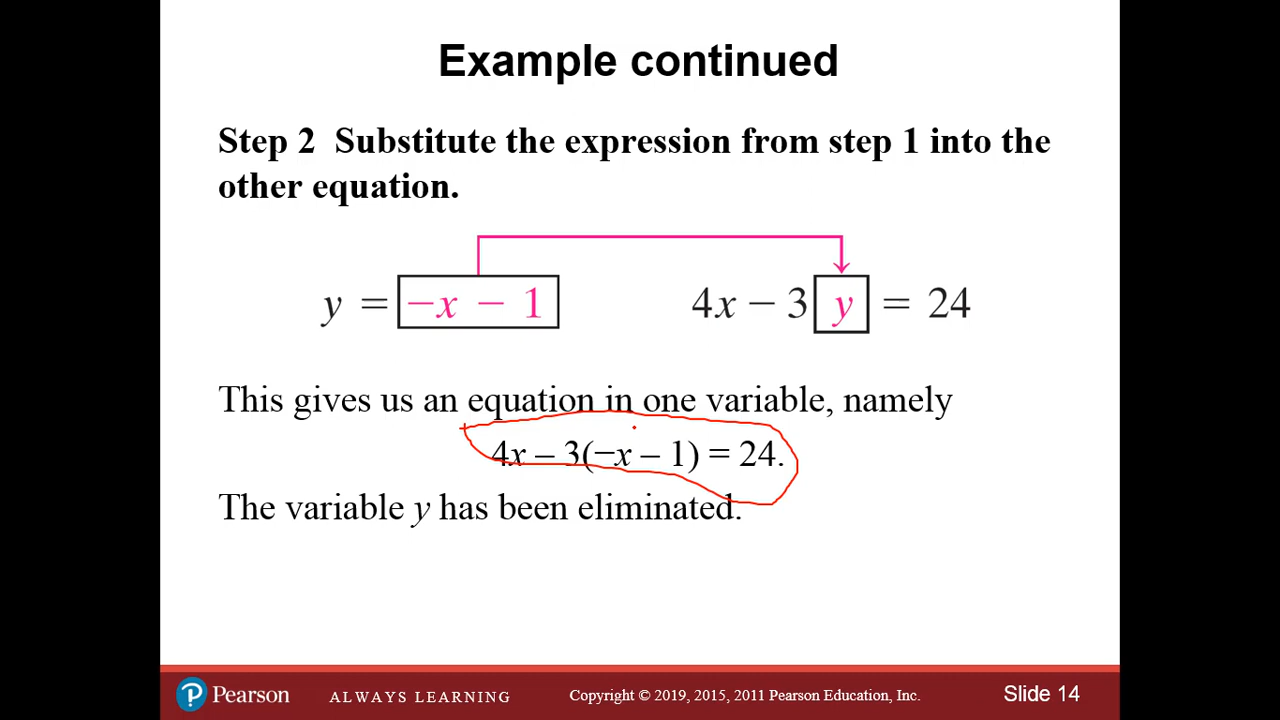 Example continued
Step 2  Substitute the expression from step 1 into the
other equation.
y = −x − 1    4x − 3 y = 24
This gives us an equation in one variable, namely
4x – 3(−x – 1) = 24.
The variable y has been eliminated.
Pearson    ALWAYS LEARNING    Copyright © 2019, 2015, 2011 Pearson Education, Inc.    Slide 14